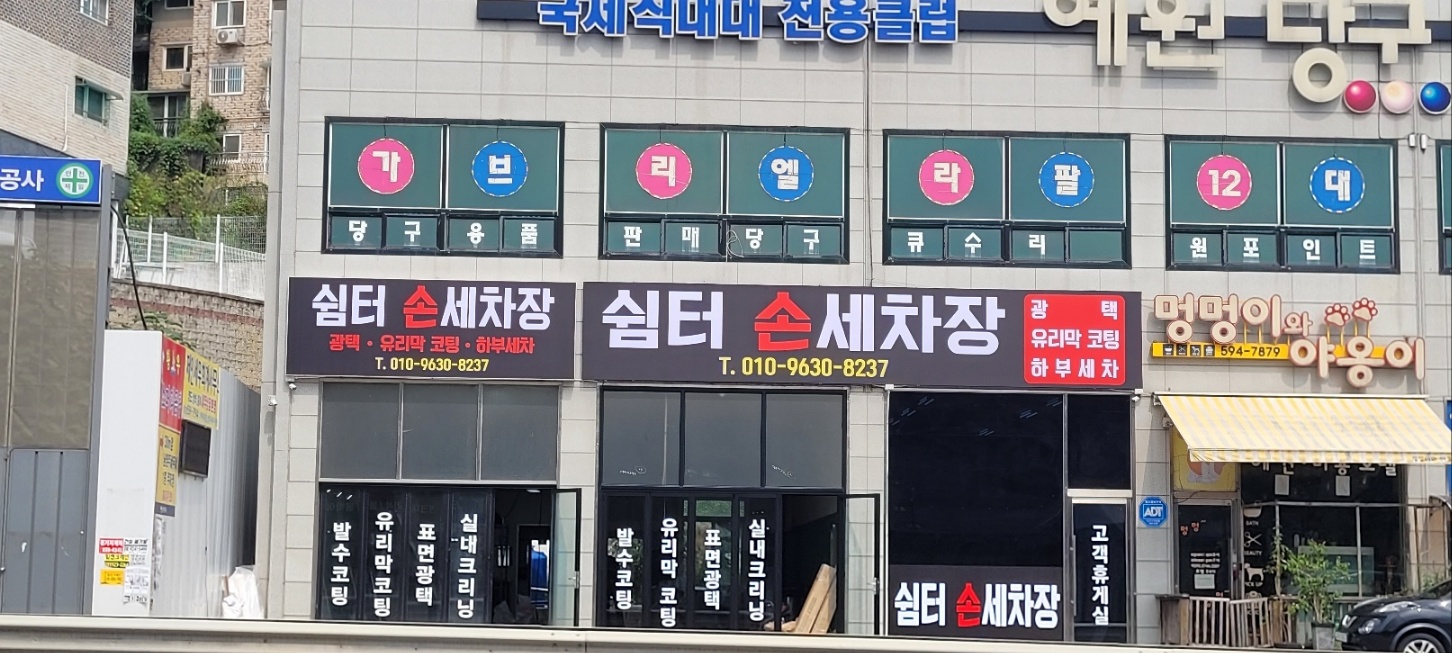 국제식대대 전용클럽
예원 당구
공사
가 브 리 엘 라 팔 12 대
당 구 용 품 판 매 당 구 큐 수 리 원 포 인 트
쉼터 손세차장
광택 · 유리막 코팅 · 하부세차
T. 010-9630-8237
쉼터 손세차장
T. 010-9630-8237
광 택
유리막 코팅
하부세차
멍멍이와
야옹이
594-7879
발수코팅
유리막코팅
표면광택
실내크리닝
발수코팅
유리막코팅
표면광택
실내크리닝
쉼터 손세차장
고객휴게실
ADT